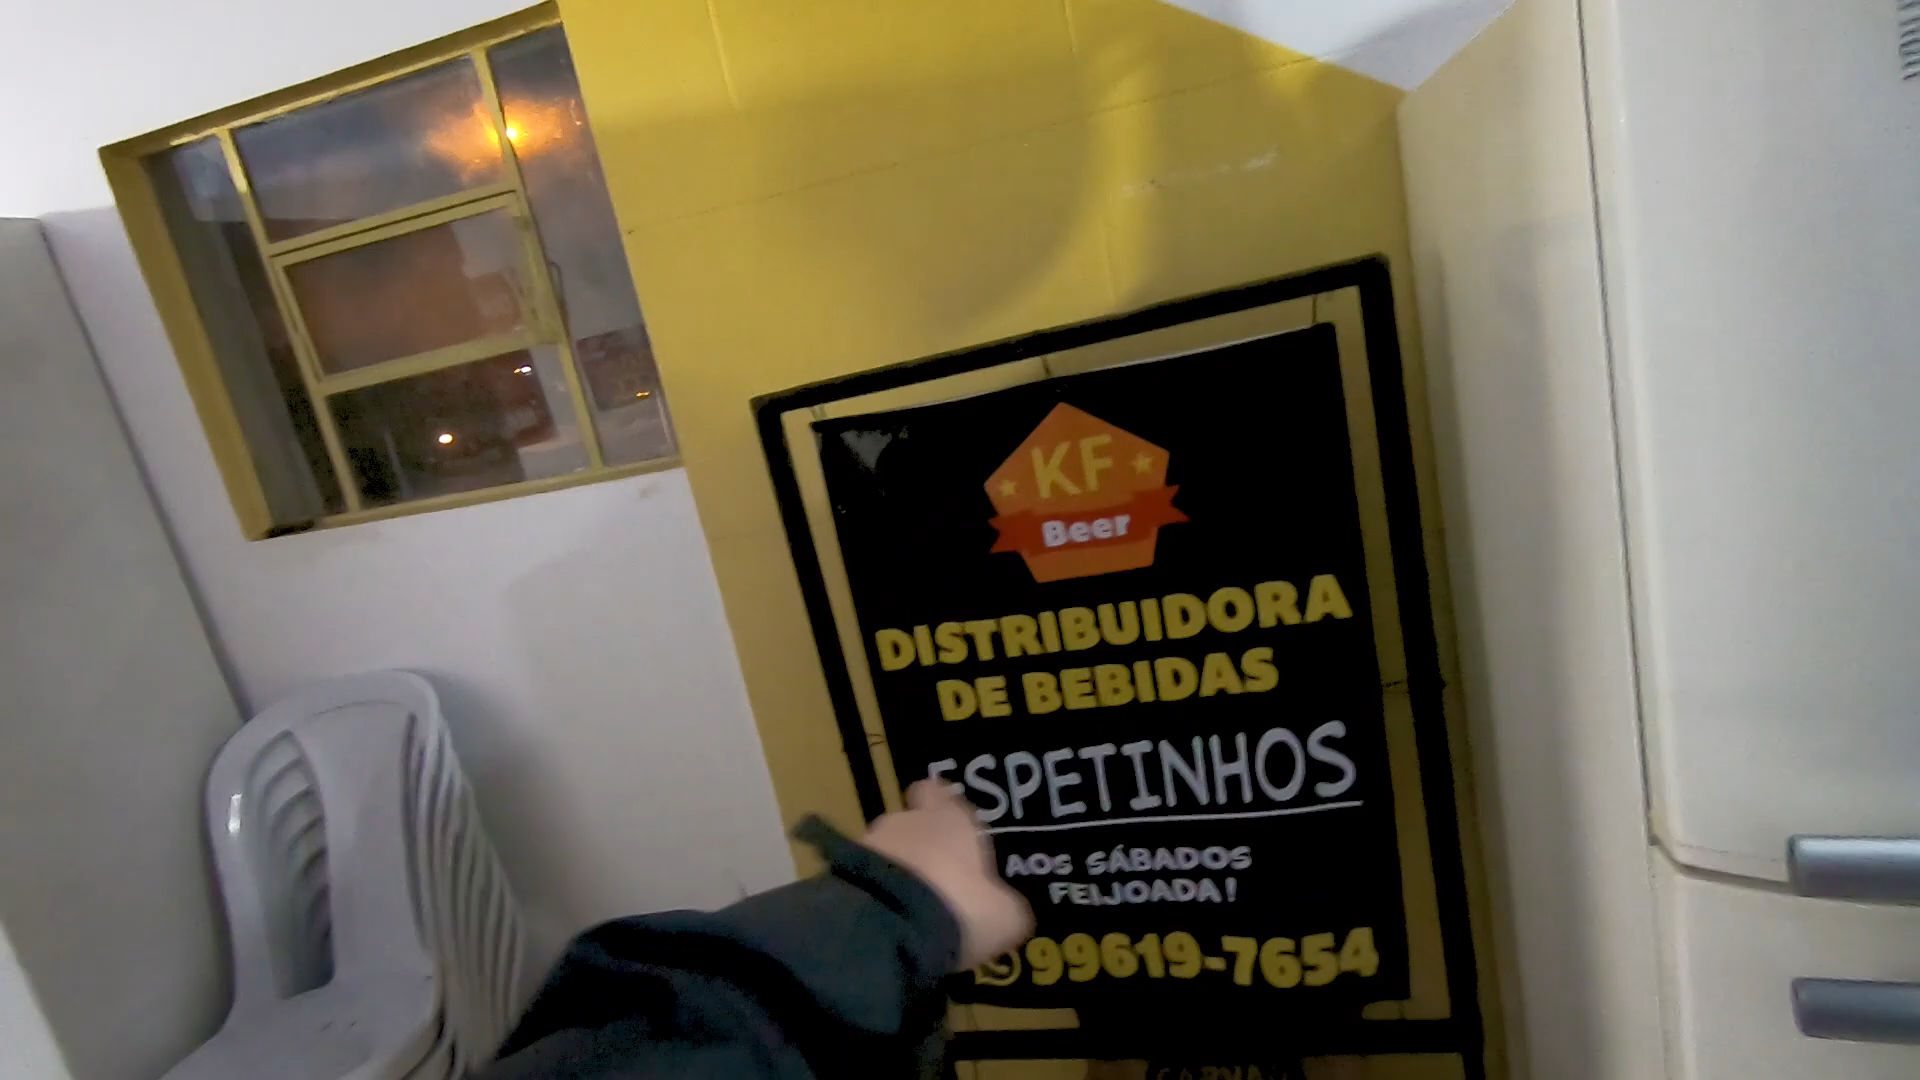 KF
Beer
DISTRIBUIDORA
DE BEBIDAS
ESPETINHOS
AOS SÁBADOS
FEIJOADA!
99619-7654